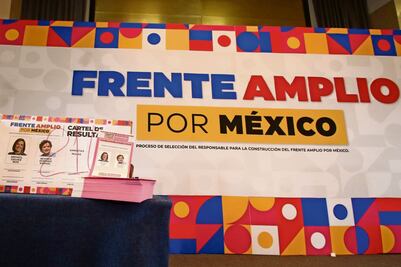 FRENTE AMPLIO
POR MÉXICO
PROCESO DE SELECCIÓN DEL RESPONSABLE PARA LA CONSTRUCCIÓN DEL FRENTE AMPLIO POR MÉXICO.
FRENTE AMPLIO
POR MÉXICO
CARTEL DE
RESULTA